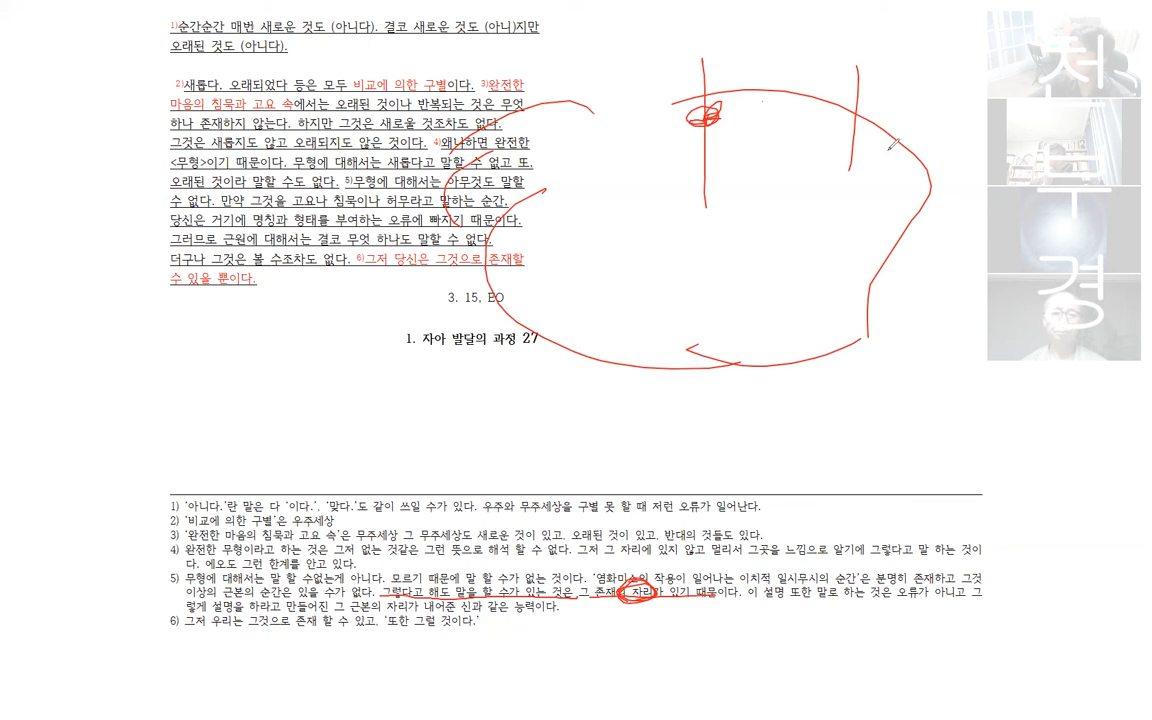 1)순간순간 매번 새로운 것도 (아니다). 결코 새로운 것도 (아니)지만
오래된 것도 (아니다).
2)새롭다, 오래되었다 등은 모두 비교에 의한 구별이다. 3)완전한
마음의 침묵과 고요 속에서는 오래된 것이나 반복되는 것은 무엇
하나 존재하지 않는다. 하지만 그것은 새로울 것조차도 없다.
그것은 새롭지도 않고 오래되지도 않은 것이다. 4)왜냐하면 완전한
<무형>이기 때문이다. 무형에 대해서는 새롭다고 말할 수 없고 또,
오래된 것이라 말할 수도 없다. 5)무형에 대해서는 아무것도 말할
수 없다. 만약 그것을 고요나 침묵이나 허무라고 말하는 순간,
당신은 거기에 명칭과 형태를 부여하는 오류에 빠지기 때문이다.
그러므로 근원에 대해서는 결코 무엇 하나도 말할 수 없다.
더구나 그것은 볼 수조차도 없다. 6)그저 당신은 그것으로 존재할
수 있을 뿐이다.
3. 15, EO
1. 자아 발달의 과정 27
1) '아니다.'란 말은 다 '이다.', '맞다.'도 같이 쓰일 수가 있다. 우주와 무주세상을 구별 못 할 때 저런 오류가 일어난다.
2) '비교에 의한 구별'은 우주세상
3) '완전한 마음의 침묵과 고요 속'은 무주세상 그 무주세상도 새로운 것이 있고, 오래된 것이 있고, 반대의 것들도 있다.
4) 완전한 무형이라고 하는 것은 그저 없는 것같은 그런 뜻으로 해석 할 수 없다. 그저 그 자리에 있지 않고 멀리서 그곳을 느낌으로 알기에 그렇다고 말 하는 것이
다. 에오도 그런 한계를 안고 있다.
5) 무형에 대해서는 말 할 수없는게 아니다. 모르기 때문에 말 할 수가 없는 것이다. '염화미소의 작용이 일어나는 이치적 일시무시의 순간'은 분명히 존재하고 그것
이상의 근본의 순간은 있을 수가 없다. 그렇다고 해도 말을 할 수가 있는 것은 그 존재의 자리가 있기 때문이다. 이 설명 또한 말로 하는 것은 오류가 아니고 그
렇게 설명을 하라고 만들어진 그 근본의 자리가 내어준 신과 같은 능력이다.
6) 그저 우리는 그것으로 존재 할 수 있고, '또한 그럴 것이다.'
천
부
경